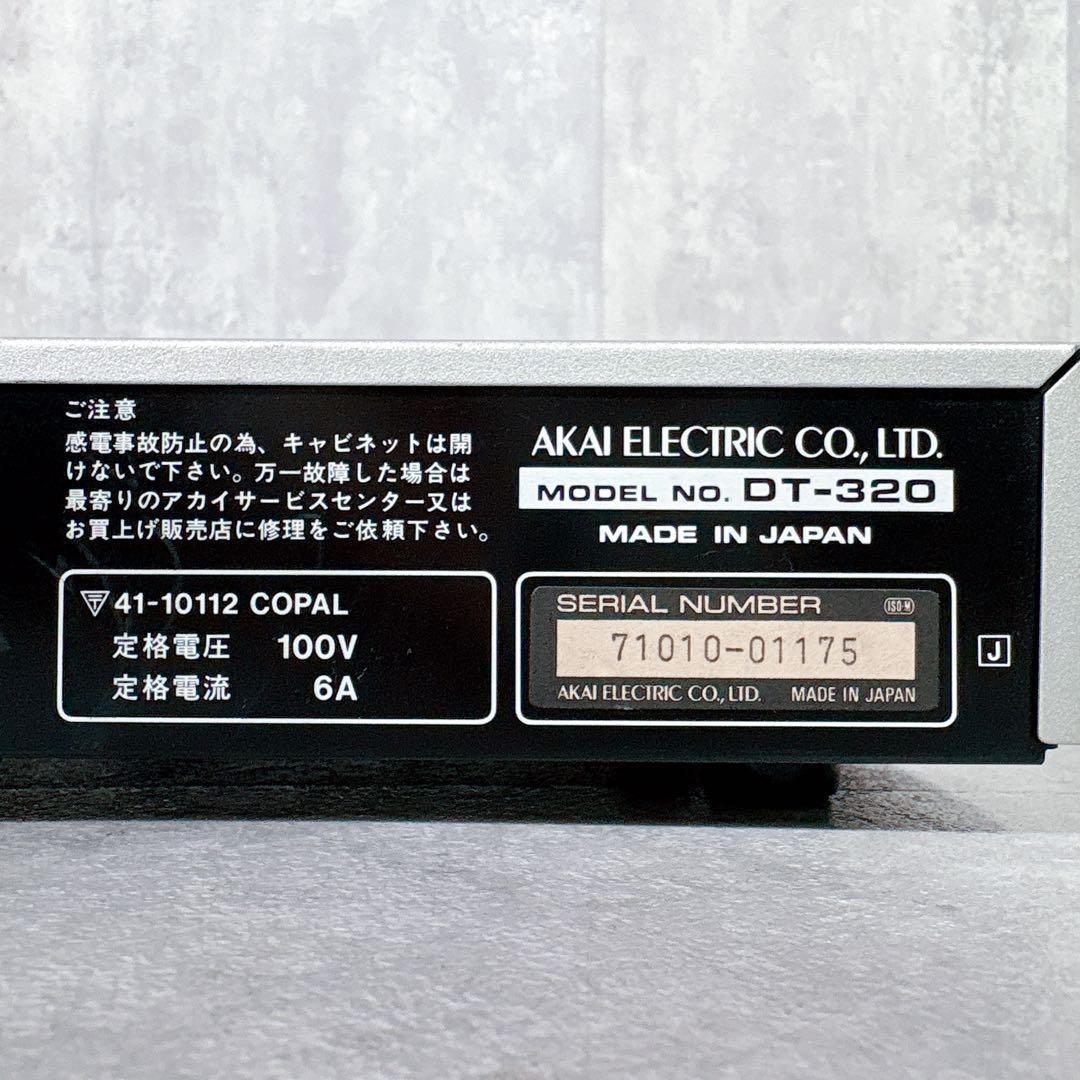 ご注意
感電事故防止の為、キャビネットは開
けないで下さい。万一故障した場合は
最寄りのアカイサービスセンター又は
お買上げ販売店に修理をご依頼下さい。
AKAI ELECTRIC CO., LTD.
MODEL NO. DT-320
MADE IN JAPAN
41-10112 COPAL
定格電圧 100V
定格電流 6A
SERIAL NUMBER ISO-M
71010-01175
AKAI ELECTRIC CO., LTD. MADE IN JAPAN
J